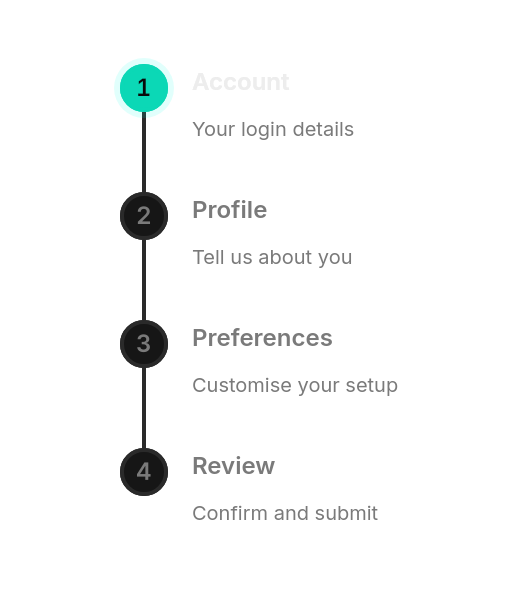 1 Account
Your login details
2 Profile
Tell us about you
3 Preferences
Customise your setup
4 Review
Confirm and submit